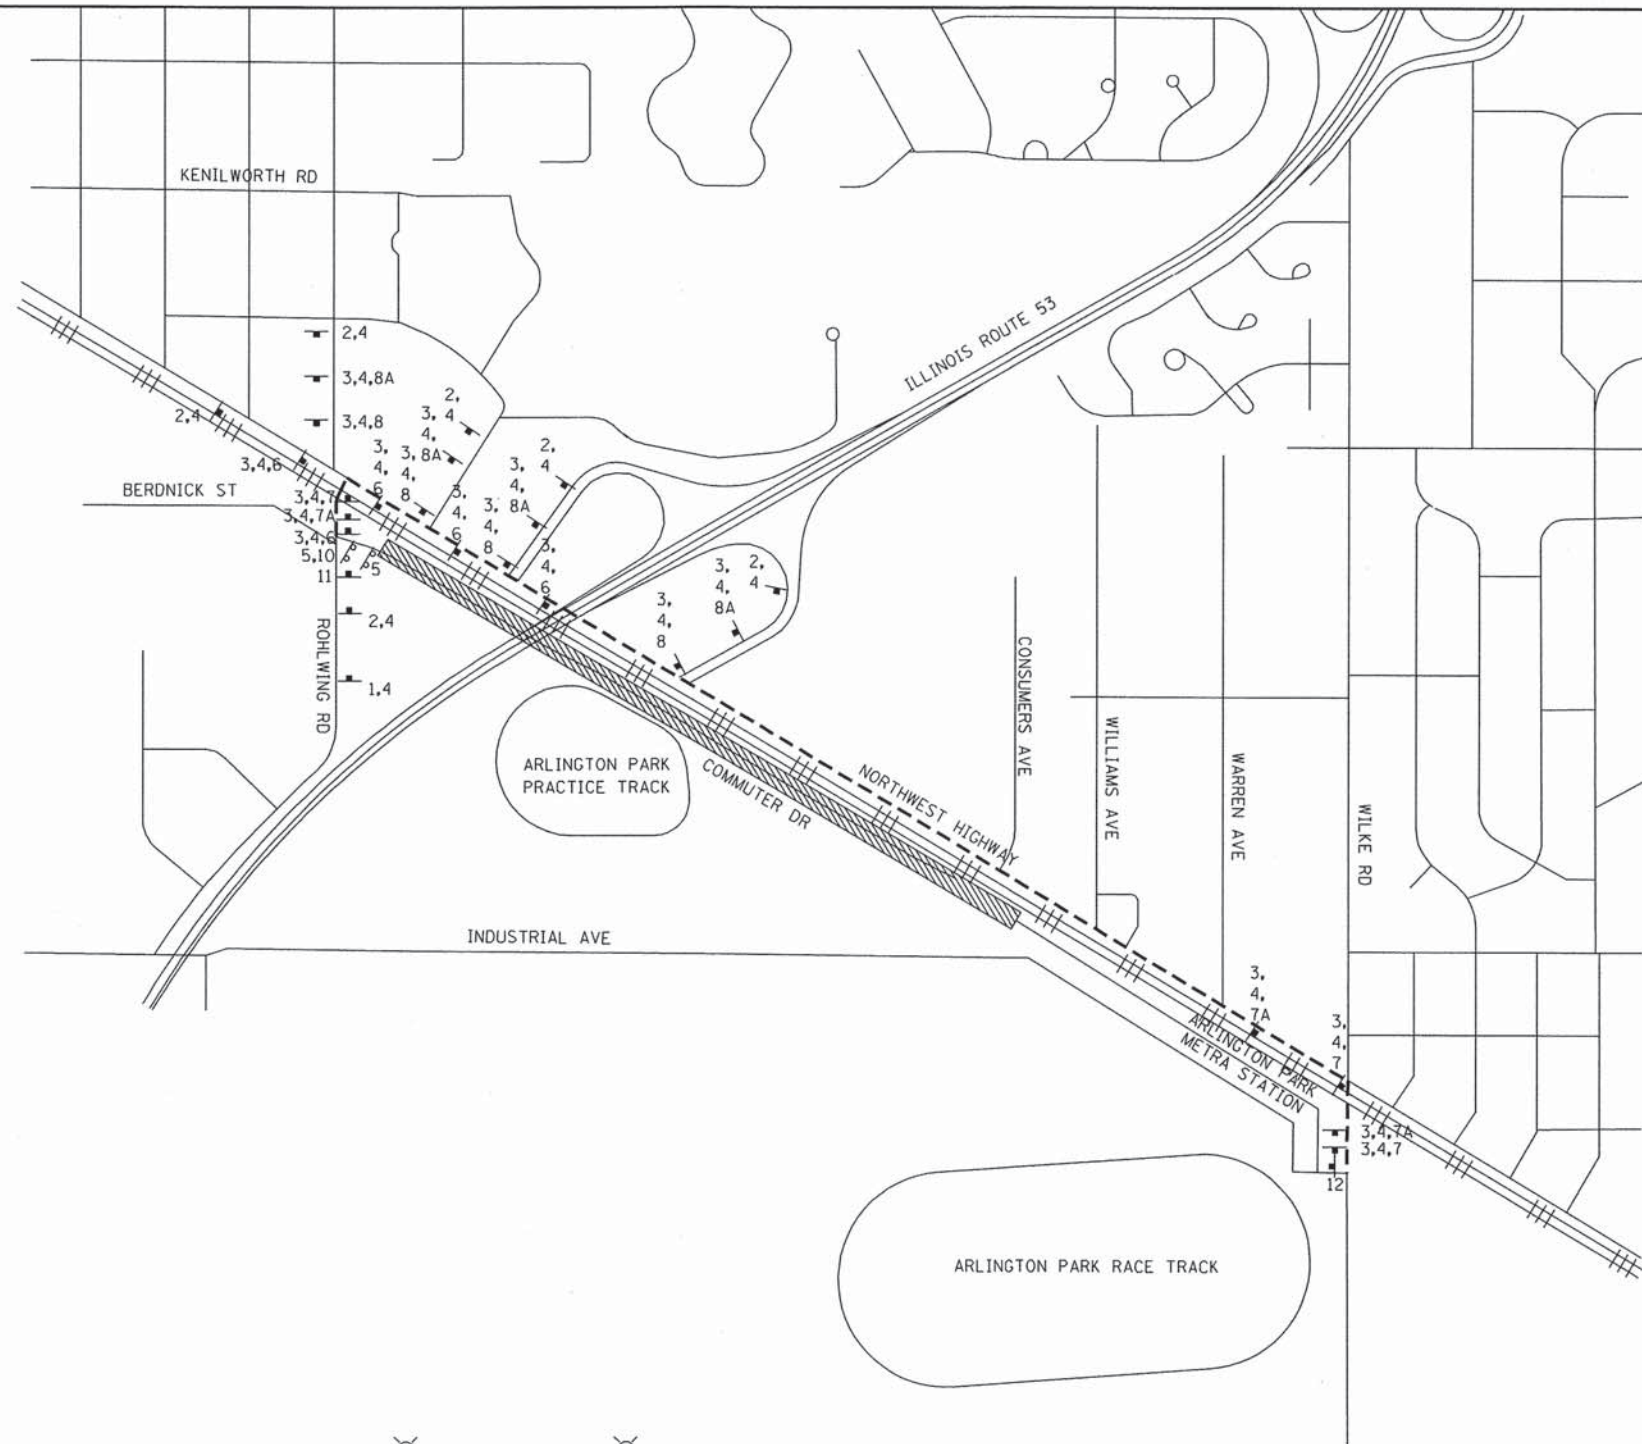 KENILWORTH RD
ILLINOIS ROUTE 53
2,4
3,4,8A
3,4,8
2,4
3,4,6
BERDNICK ST
3,4,7
3,4,7A
3,4,6
5,10
5
11
2,4
1,4
ROHLWING RD
3,
4,
6
3,
4,
8
2,
4
3,
4,
8A
3,
4,
6
3,
4,
8
2,
4
3,
4,
8A
3,
4,
6
3,
4,
8
3,
4,
8A
2,
4
ARLINGTON PARK
PRACTICE TRACK
COMMUTER DR
NORTHWEST HIGHWAY
CONSUMERS AVE
WILLIAMS AVE
WARREN AVE
WILKE RD
INDUSTRIAL AVE
3,
4,
7A
3,
4,
7
ARLINGTON PARK
METRA STATION
3,4,7A
3,4,7
12
ARLINGTON PARK RACE TRACK